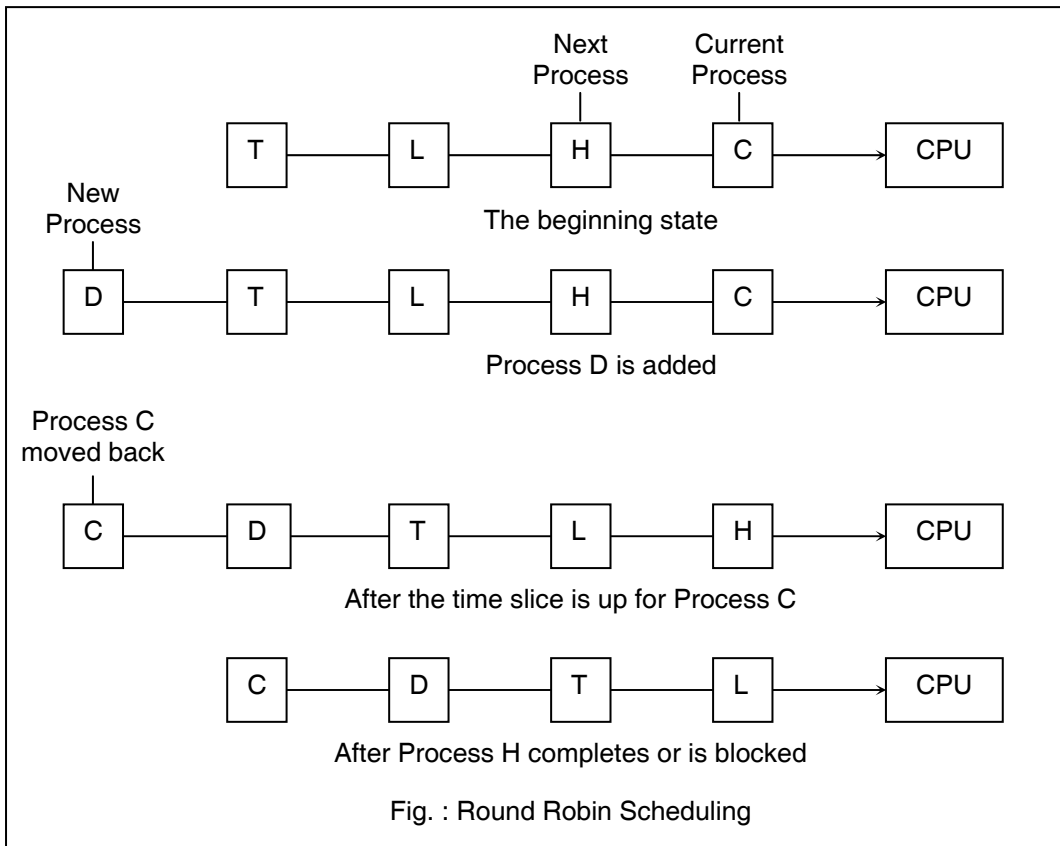 Next Process
Current Process
T L H C CPU
The beginning state
New Process
D T L H C CPU
Process D is added
Process C moved back
C D T L H CPU
After the time slice is up for Process C
C D T L CPU
After Process H completes or is blocked
Fig. : Round Robin Scheduling